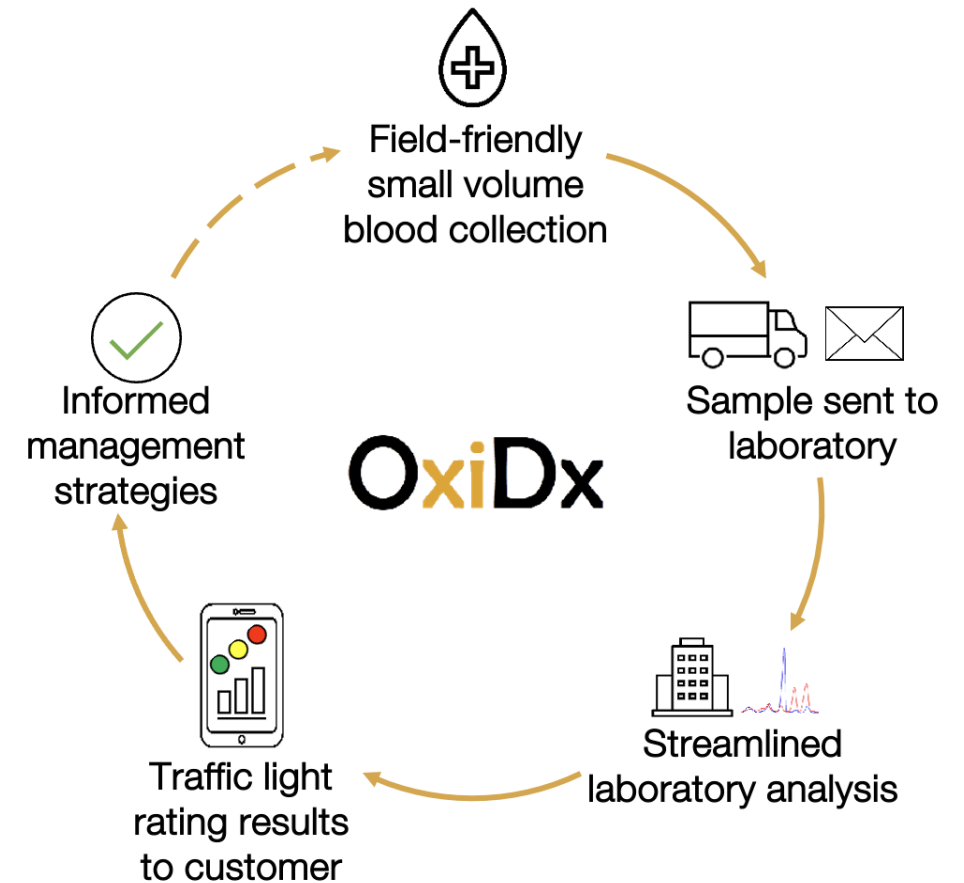 Field-friendly
small volume
blood collection
Sample sent to
laboratory
Streamlined
laboratory analysis
Traffic light
rating results
to customer
Informed
management
strategies
OxiDx